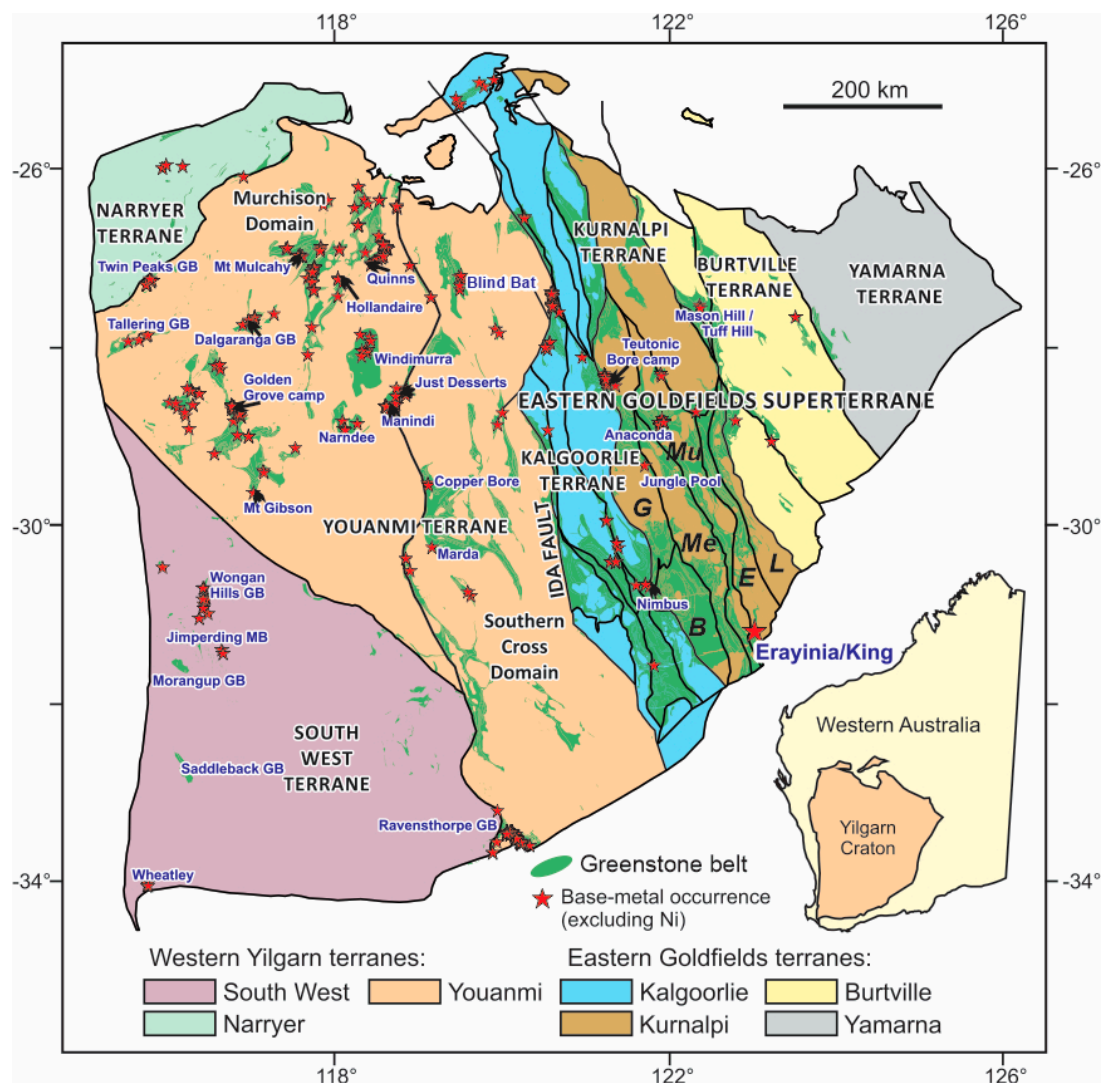 118°
122°
126°
200 km
-26°
-26°
NARRYER
TERRANE
Murchison
Domain
KURNALPI
TERRANE
Twin Peaks GB
Mt Mulcahy
Quinns
Blind Bat
BURTVILLE
TERRANE
YAMARNA
TERRANE
Hollandaire
Mason Hill /
Tuff Hill
Tallering GB
Dalgaranga GB
Windimurra
Teutonic
Bore camp
Golden
Grove camp
Just Desserts
EASTERN GOLDFIELDS SUPERTERRANE
Manindi
Narndee
Anaconda
Mu
KALGOORLIE
TERRANE
Copper Bore
Jungle Pool
Mt Gibson
G
-30°
YOUANMI TERRANE
IDA FAULT
-30°
Marda
Me
E
L
Wongan
Hills GB
Nimbus
B
Southern
Cross
Domain
Jimperding MB
Erayinia/King
Morangup GB
SOUTH
WEST
TERRANE
Western Australia
Saddleback GB
Ravensthorpe GB
Yilgarn
Craton
Wheatley
-34°
-34°
Greenstone belt
Base-metal occurrence
(excluding Ni)
Western Yilgarn terranes:
South West
Youanmi
Narryer
Eastern Goldfields terranes:
Kalgoorlie
Burtville
Kurnalpi
Yamarna
118°
122°
126°